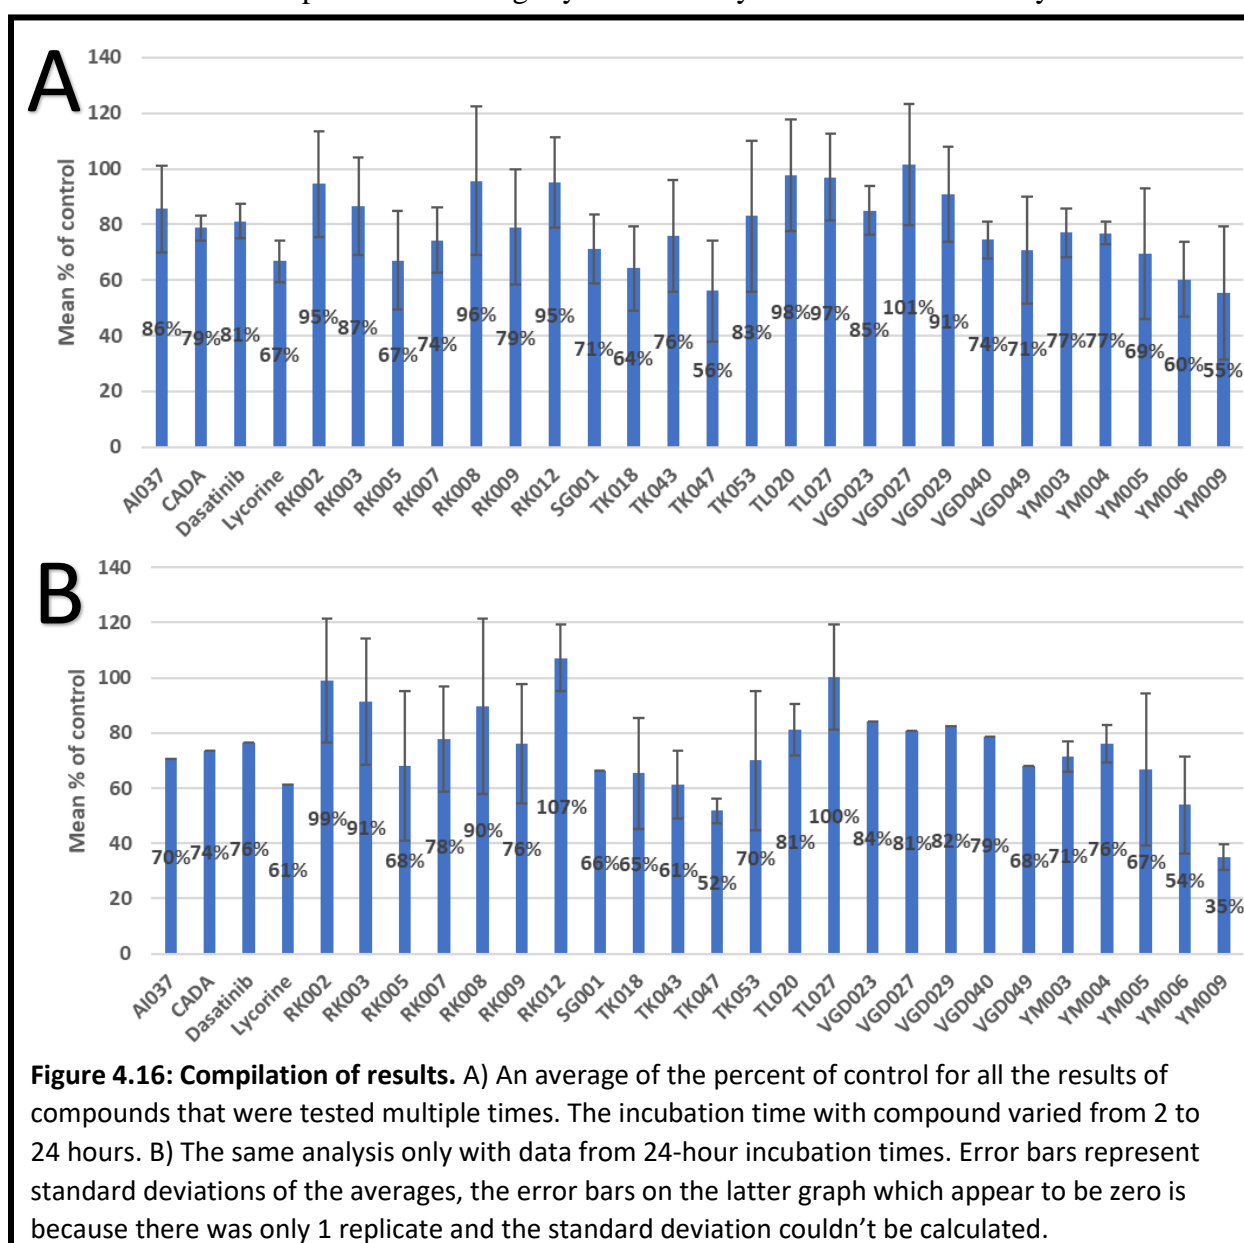 A
Mean % of control
140
120
100
80
60
40
20
0
86% 79% 81% 67% 95% 87% 67% 74% 96% 79% 95% 71% 64% 76% 56% 83% 98% 97% 85% 101% 91% 74% 71% 77% 77% 69% 60% 55%
AI037 CADA Dasatinib Lycorine RK002 RK003 RK005 RK007 RK008 RK009 RK012 SG001 TK018 TK043 TK047 TK053 TL020 TL027 VGD023 VGD027 VGD029 VGD040 VGD049 YM003 YM004 YM005 YM006 YM009
B
Mean % of control
140
120
100
80
60
40
20
0
70% 74% 76% 61% 99% 91% 68% 78% 90% 76% 107% 66% 65% 61% 52% 70% 81% 100% 84% 81% 82% 79% 68% 71% 76% 67% 54% 35%
AI037 CADA Dasatinib Lycorine RK002 RK003 RK005 RK007 RK008 RK009 RK012 SG001 TK018 TK043 TK047 TK053 TL020 TL027 VGD023 VGD027 VGD029 VGD040 VGD049 YM003 YM004 YM005 YM006 YM009
Figure 4.16: Compilation of results. A) An average of the percent of control for all the results of
compounds that were tested multiple times. The incubation time with compound varied from 2 to
24 hours. B) The same analysis only with data from 24-hour incubation times. Error bars represent
standard deviations of the averages, the error bars on the latter graph which appear to be zero is
because there was only 1 replicate and the standard deviation couldn’t be calculated.